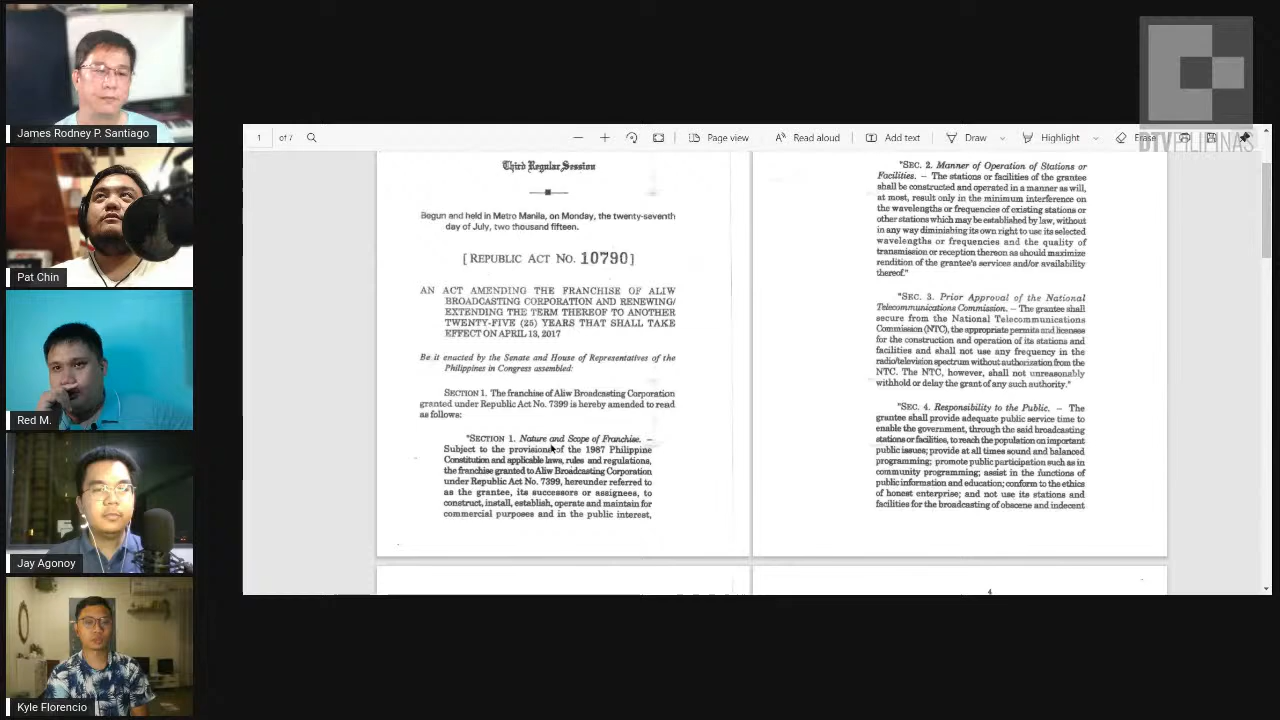 James Rodney P. Santiago
Pat Chin
Red M.
Jay Agonoy
Kyle Florencio
1 of 7
Page view
Read aloud
Add text
Draw
Highlight
Erase
DTVPILIPINAS
Third Regular Session
Begun and held in Metro Manila, on Monday, the twenty-seventh
day of July, two thousand fifteen.
[ REPUBLIC ACT NO. 10790 ]
AN ACT AMENDING THE FRANCHISE OF ALIW
BROADCASTING CORPORATION AND RENEWING/
EXTENDING THE TERM THEREOF TO ANOTHER
TWENTY-FIVE (25) YEARS THAT SHALL TAKE
EFFECT ON APRIL 13, 2017
Be it enacted by the Senate and House of Representatives of the
Philippines in Congress assembled:
SECTION 1. The franchise of Aliw Broadcasting Corporation
granted under Republic Act No. 7399 is hereby amended to read
as follows:
"SECTION 1. Nature and Scope of Franchise. –
Subject to the provisions of the 1987 Philippine
Constitution and applicable laws, rules and regulations,
the franchise granted to Aliw Broadcasting Corporation
under Republic Act No. 7399, hereunder referred to
as the grantee, its successors or assignees, to
construct, install, establish, operate and maintain for
commercial purposes and in the public interest,
"SEC. 2. Manner of Operation of Stations or
Facilities. – The stations or facilities of the grantee
shall be constructed and operated in a manner as will,
at most, result only in the minimum interference on
the wavelengths or frequencies of existing stations or
other stations which may be established by law, without
in any way diminishing its own right to use its selected
wavelengths or frequencies and the quality of
transmission or reception thereon as should maximize
rendition of the grantee's services and/or availability
thereof."
"SEC. 3. Prior Approval of the National
Telecommunications Commission. – The grantee shall
secure from the National Telecommunications
Commission (NTC), the appropriate permits and licenses
for the construction and operation of its stations and
facilities and shall not use any frequency in the
radio/television spectrum without authorization from the
NTC. The NTC, however, shall not unreasonably
withhold or delay the grant of any such authority."
"SEC. 4. Responsibility to the Public. – The
grantee shall provide adequate public service time to
enable the government, through the said broadcasting
stations or facilities, to reach the population on important
public issues; provide at all times sound and balanced
programming; promote public participation such as in
community programming; assist in the functions of
public information and education; conform to the ethics
of honest enterprise; and not use its stations and
facilities for the broadcasting of obscene and indecent
4